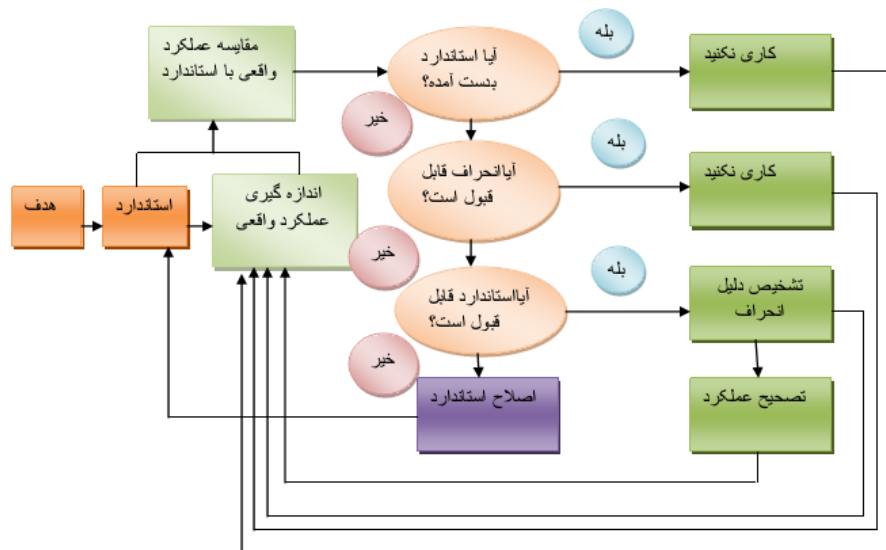 هدف
استاندارد
اندازه گیری
عملکرد واقعی
مقایسه عملکرد
واقعی با استاندارد
آیا استاندارد
بدست آمده؟
بله
کاری نکنید
خیر
آیاانحراف قابل
قبول است؟
بله
کاری نکنید
خیر
آیااستاندارد قابل
قبول است؟
بله
تشخیص دلیل
انحراف
خیر
اصلاح استاندارد
تصحیح عملکرد